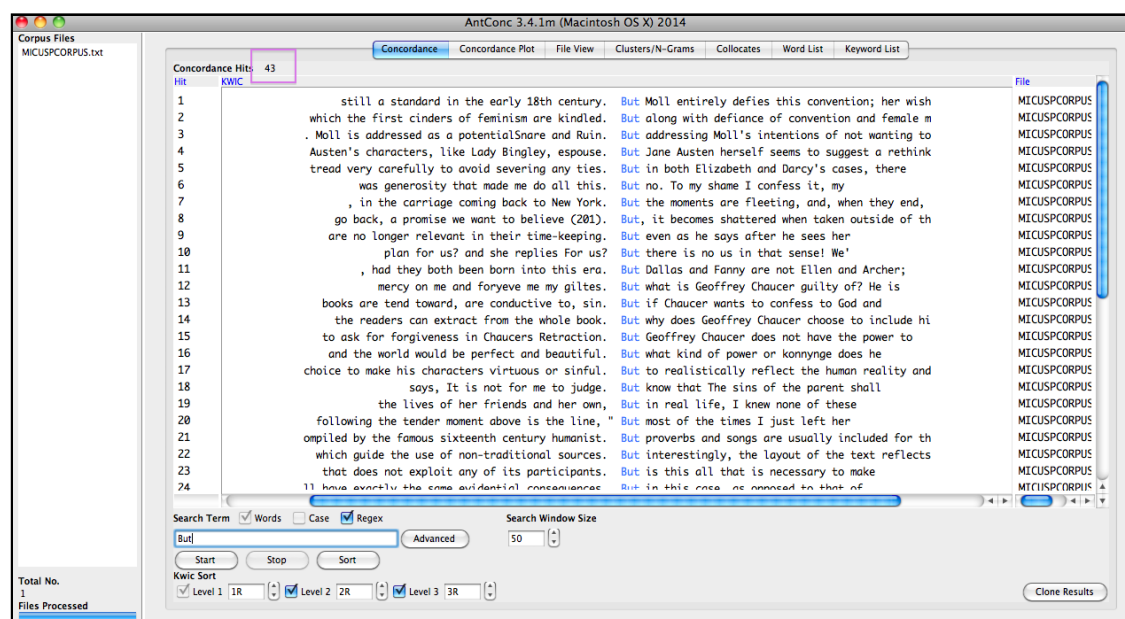 AntConc 3.4.1m (Macintosh OS X) 2014
Corpus Files
MICUSPCORPUS.txt
Concordance Concordance Plot File View Clusters/N-Grams Collocates Word List Keyword List
Concordance Hits 43
Hit KWIC File
1 still a standard in the early 18th century. But Moll entirely defies this convention; her wish MICUSPCORPUS
2 which the first cinders of feminism are kindled. But along with defiance of convention and female m MICUSPCORPUS
3 . Moll is addressed as a potentialSnare and Ruin. But addressing Moll's intentions of not wanting to MICUSPCORPUS
4 Austen's characters, like Lady Bingley, espouse. But Jane Austen herself seems to suggest a rethink MICUSPCORPUS
5 tread very carefully to avoid severing any ties. But in both Elizabeth and Darcy's cases, there MICUSPCORPUS
6 was generosity that made me do all this. But no. To my shame I confess it, my MICUSPCORPUS
7 , in the carriage coming back to New York. But the moments are fleeting, and, when they end, MICUSPCORPUS
8 go back, a promise we want to believe (201). But, it becomes shattered when taken outside of th MICUSPCORPUS
9 are no longer relevant in their time-keeping. But even as he says after he sees her MICUSPCORPUS
10 plan for us? and she replies For us? But there is no us in that sense! We' MICUSPCORPUS
11 , had they both been born into this era. But Dallas and Fanny are not Ellen and Archer; MICUSPCORPUS
12 mercy on me and foryeve me my giltes. But what is Geoffrey Chaucer guilty of? He is MICUSPCORPUS
13 books are tend toward, are conductive to, sin. But if Chaucer wants to confess to God and MICUSPCORPUS
14 the readers can extract from the whole book. But why does Geoffrey Chaucer choose to include hi MICUSPCORPUS
15 to ask for forgiveness in Chaucers Retraction. But Geoffrey Chaucer does not have the power to MICUSPCORPUS
16 and the world would be perfect and beautiful. But what kind of power or konnynge does he MICUSPCORPUS
17 choice to make his characters virtuous or sinful. But to realistically reflect the human reality and MICUSPCORPUS
18 says, It is not for me to judge. But know that The sins of the parent shall MICUSPCORPUS
19 the lives of her friends and her own, But in real life, I knew none of these MICUSPCORPUS
20 following the tender moment above is the line, " But most of the times I just left her MICUSPCORPUS
21 ompiled by the famous sixteenth century humanist. But proverbs and songs are usually included for th MICUSPCORPUS
22 which guide the use of non-traditional sources. But interestingly, the layout of the text reflects MICUSPCORPUS
23 that does not exploit any of its participants. But is this all that is necessary to make MICUSPCORPUS
24 ll have exactly the same evidential consequences. But in this case, as opposed to that of MICUSPCORPUS
Search Term Words Case Regex Search Window Size
But Advanced 50
Start Stop Sort
Kwic Sort
Level 1 1R Level 2 2R Level 3 3R Clone Results
Total No.
1
Files Processed